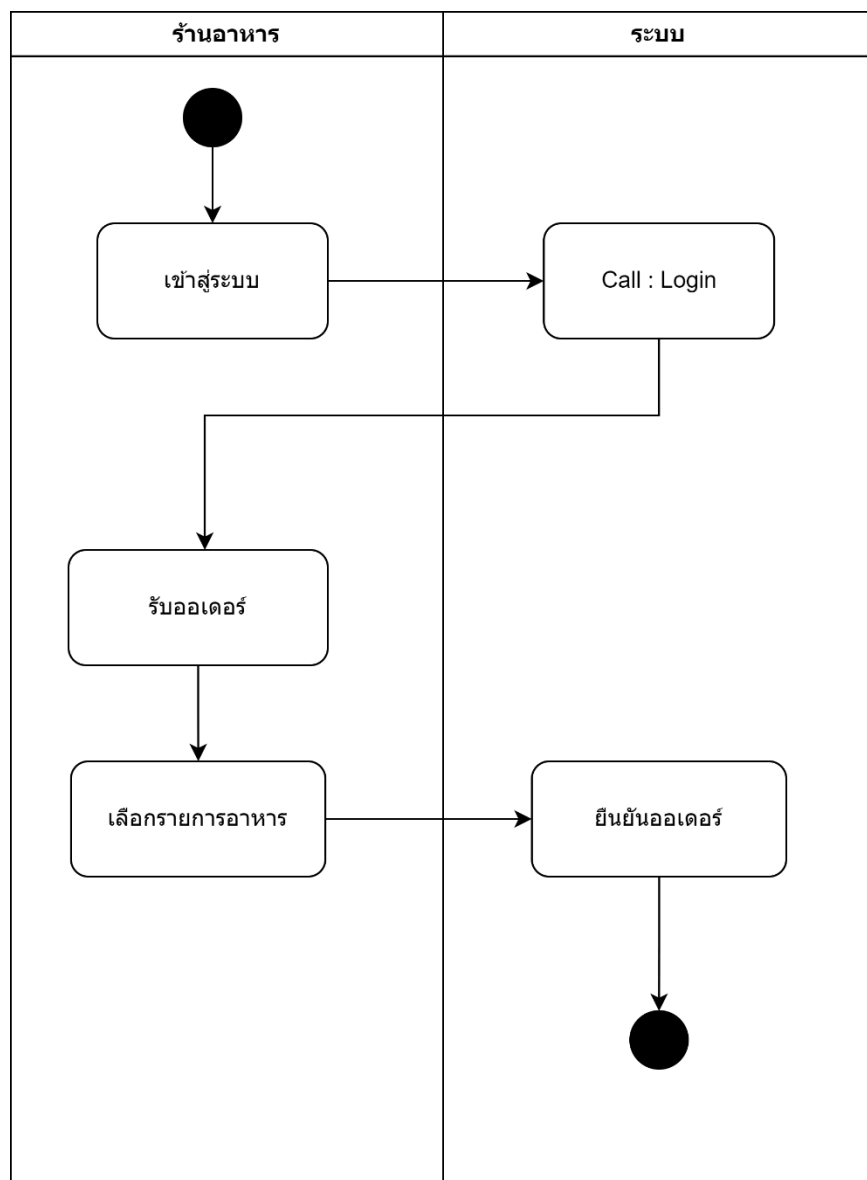 ร้านอาหาร
ระบบ
เข้าสู่ระบบ
Call : Login
รับออเดอร์
เลือกรายการอาหาร
ยืนยันออเดอร์